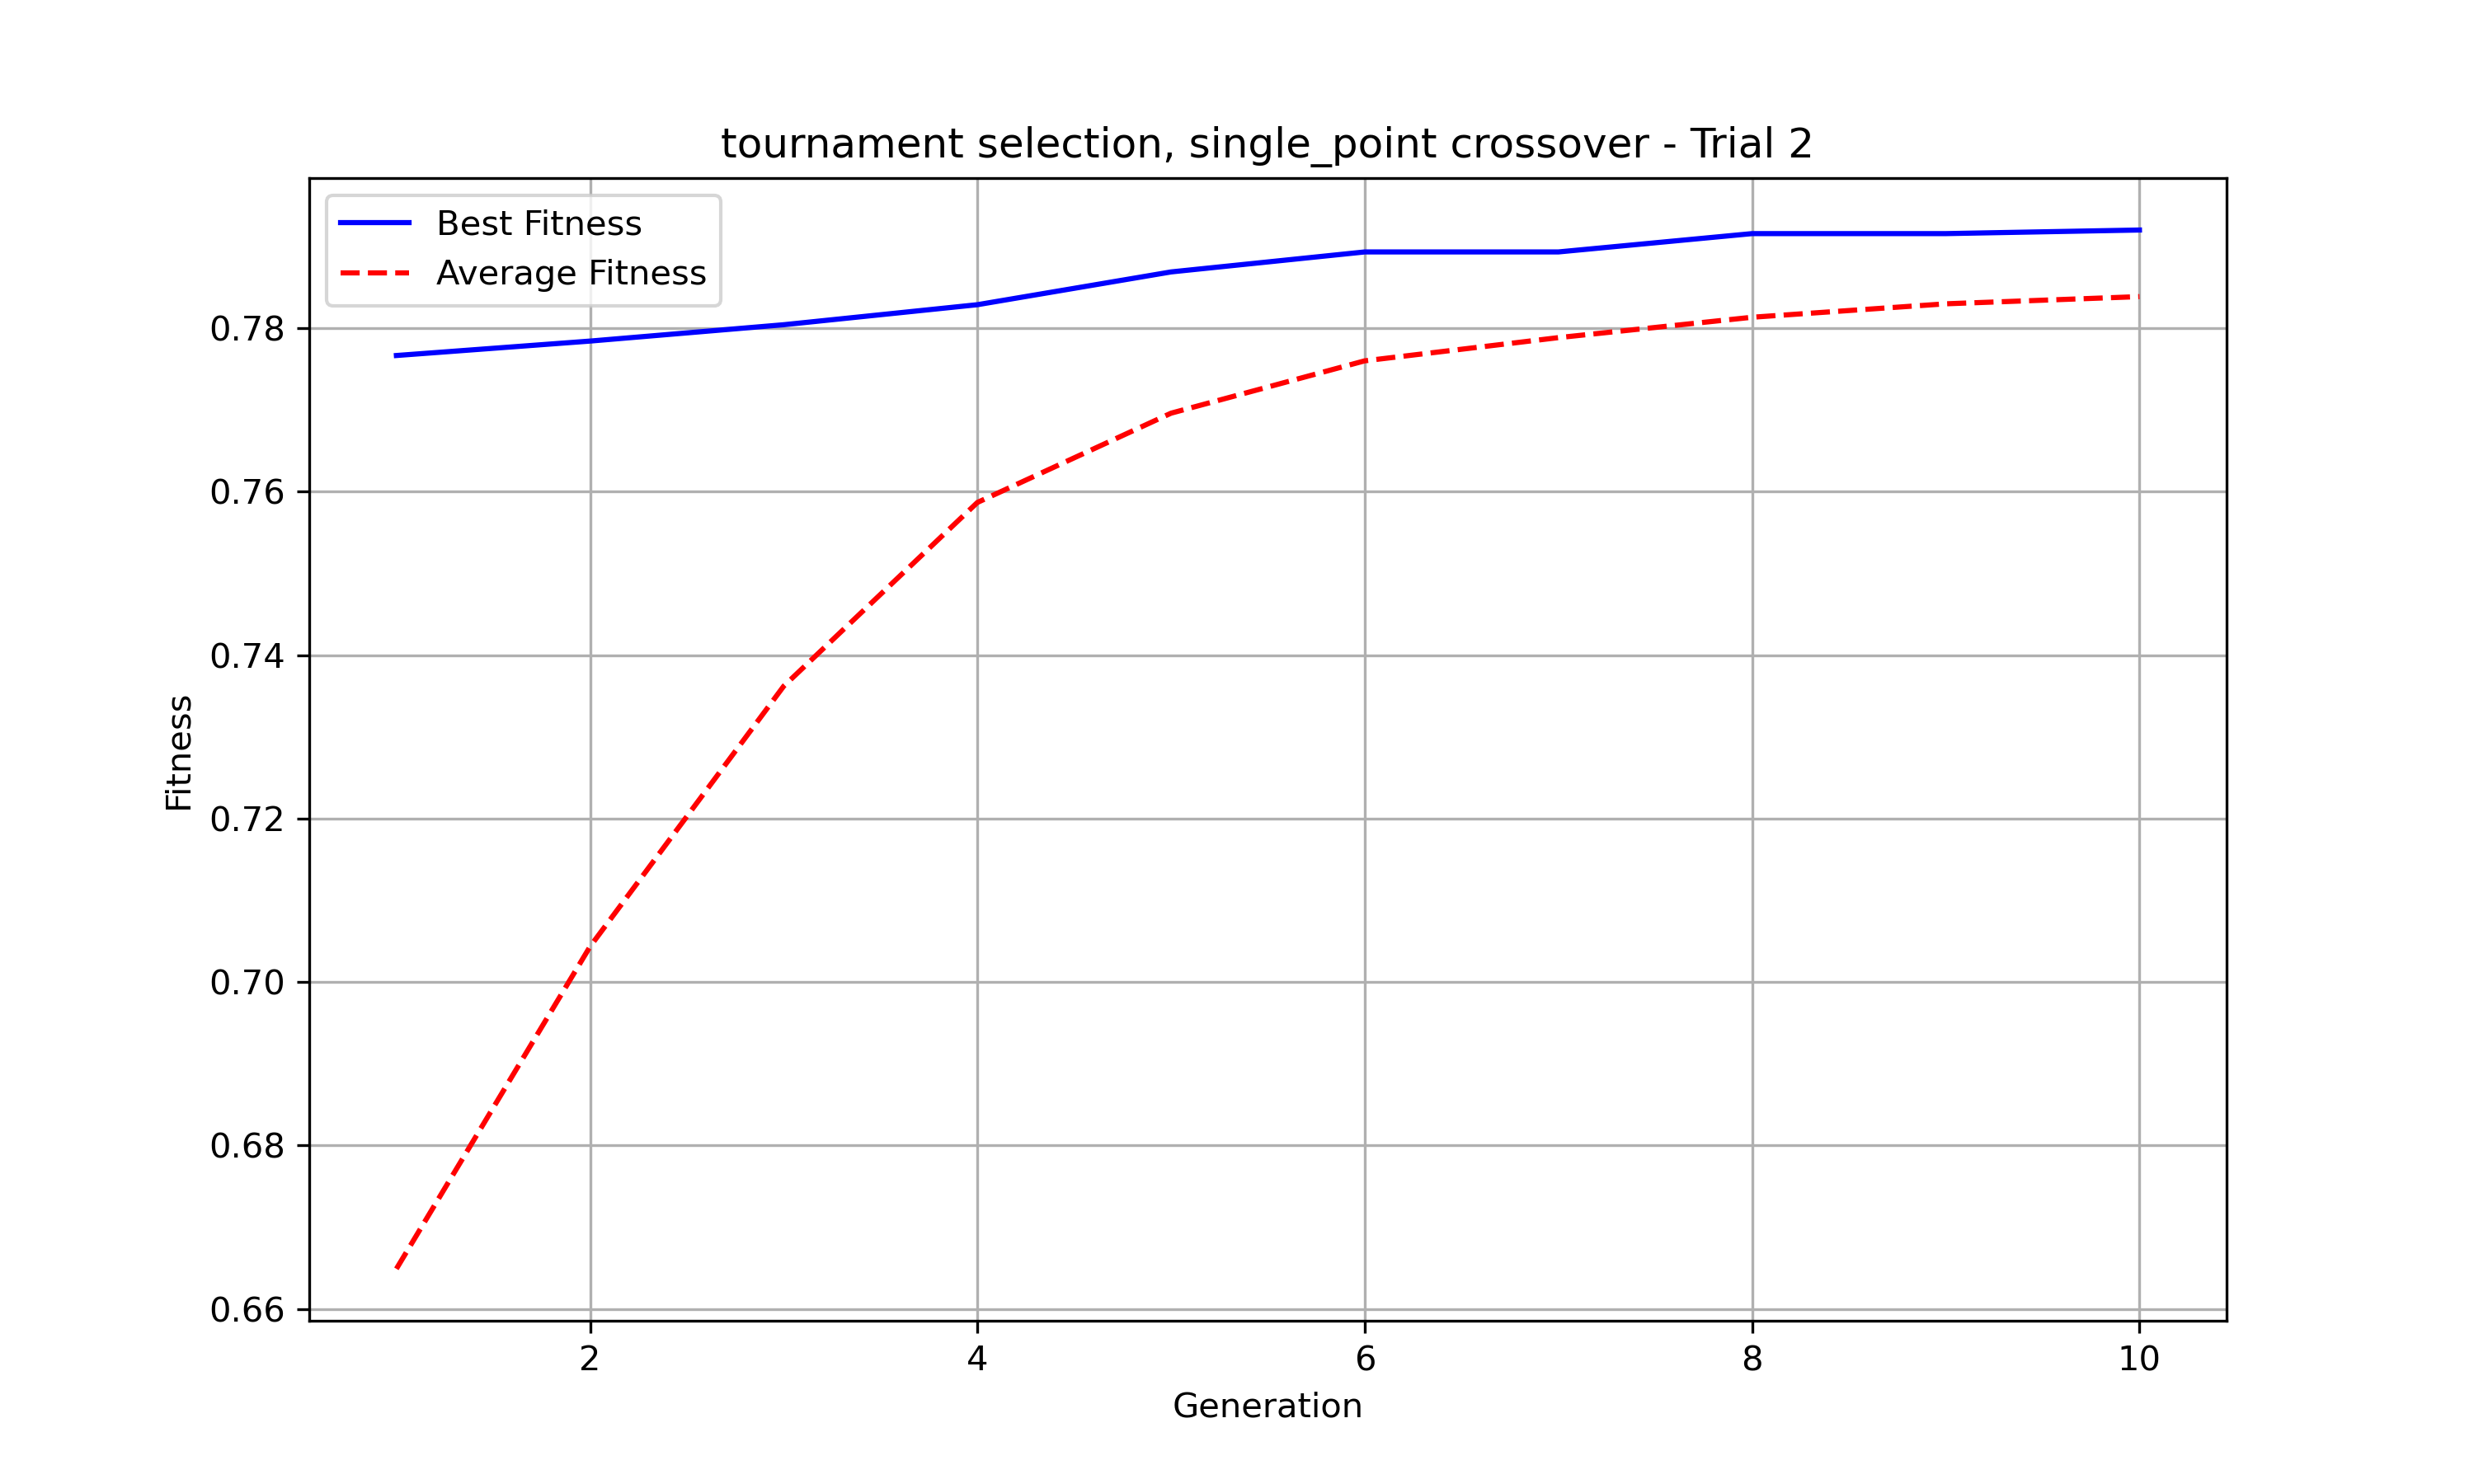 tournament selection, single_point crossover - Trial 2
Best Fitness
Average Fitness
0.78
0.76
0.74
0.72
0.70
0.68
0.66
Fitness
2 4 6 8 10
Generation